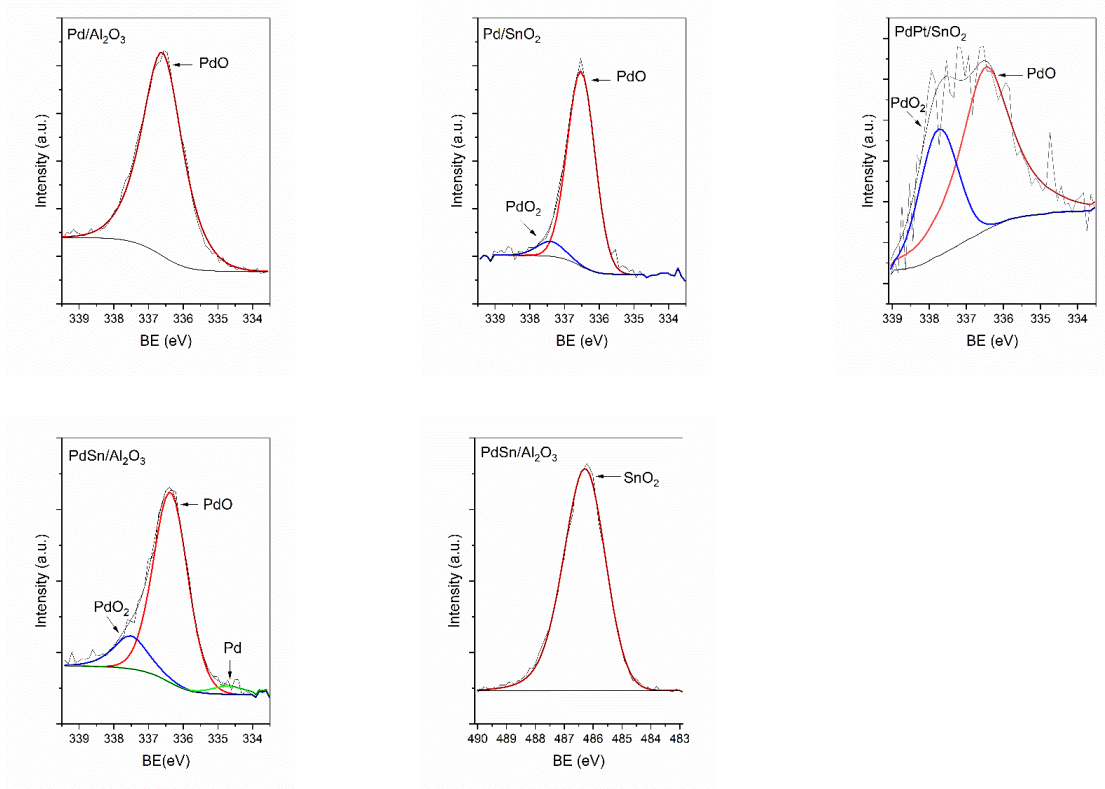 Pd/Al₂O₃
PdO
Intensity (a.u.)
339 338 337 336 335 334
BE (eV)
Pd/SnO₂
PdO
PdO₂
Intensity (a.u.)
339 338 337 336 335 334
BE (eV)
PdPt/SnO₂
PdO
PdO₂
Intensity (a.u.)
339 338 337 336 335 334
BE (eV)
PdSn/Al₂O₃
PdO
PdO₂
Pd
Intensity (a.u.)
339 338 337 336 335 334
BE(eV)
PdSn/Al₂O₃
SnO₂
Intensity (a.u.)
490 489 488 487 486 485 484 483
BE (eV)